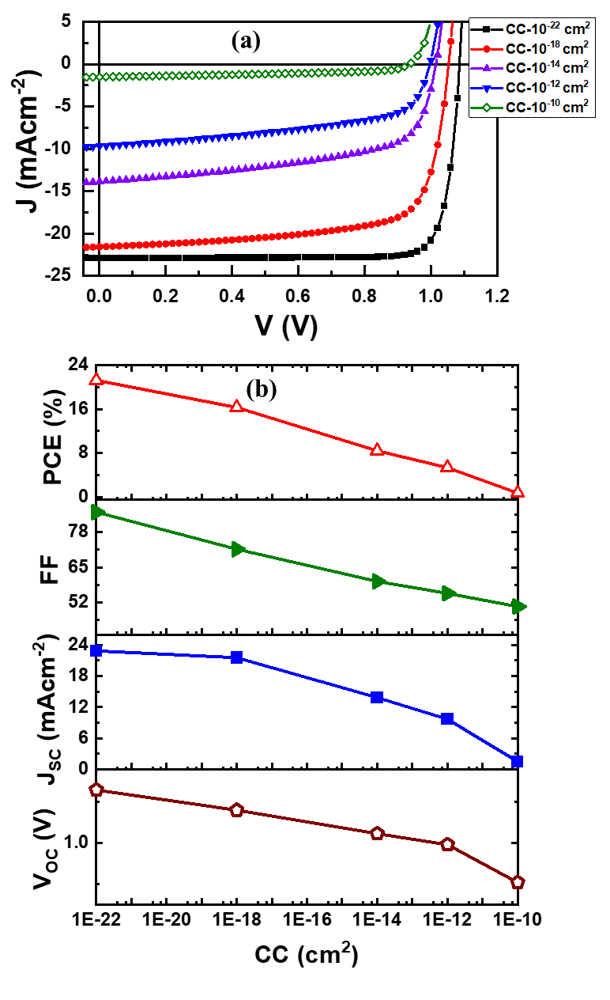 (a)
CC-10⁻²² cm²
CC-10⁻¹⁸ cm²
CC-10⁻¹⁴ cm²
CC-10⁻¹² cm²
CC-10⁻¹⁰ cm²
J (mAcm⁻²)
5
0
-5
-10
-15
-20
-25
0.0 0.2 0.4 0.6 0.8 1.0 1.2
V (V)
(b)
PCE (%)
24
16
8
0
FF
78
65
52
J_SC (mAcm⁻²)
24
18
12
6
0
V_OC (V)
1.0
1E-22 1E-20 1E-18 1E-16 1E-14 1E-12 1E-10
CC (cm²)